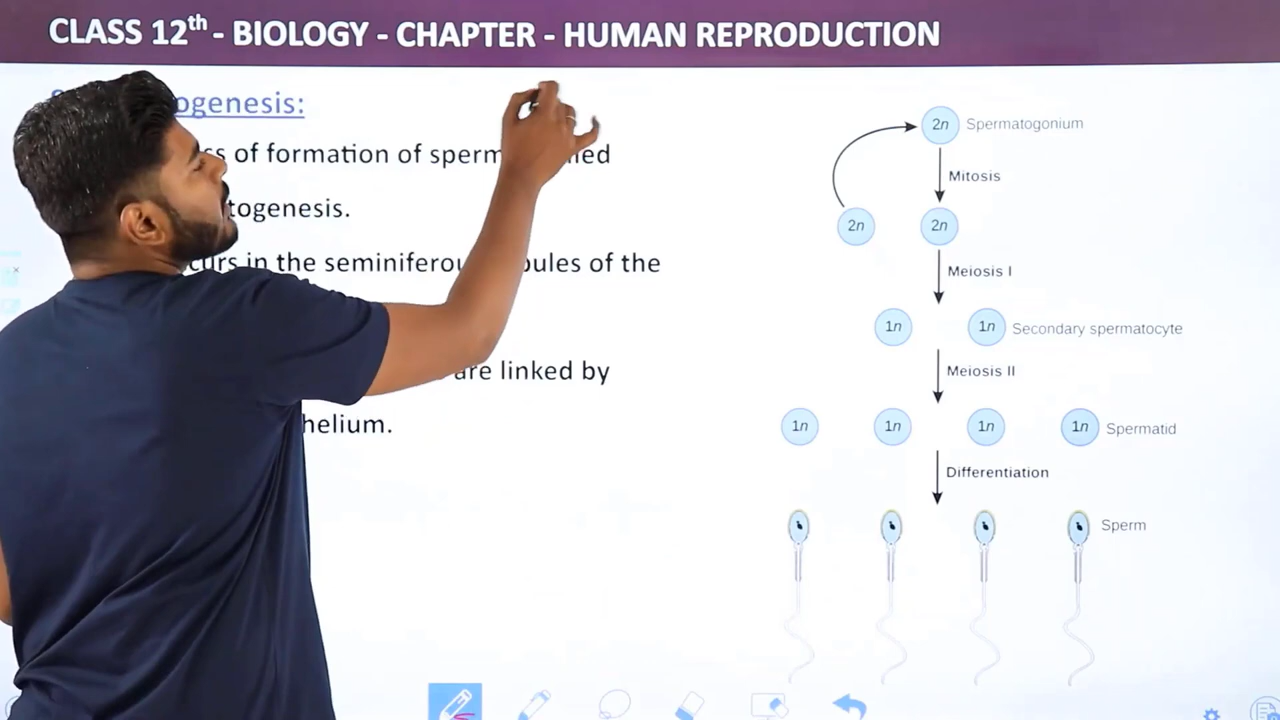 CLASS 12th - BIOLOGY - CHAPTER - HUMAN REPRODUCTION
ogenesis:
ss of formation of sperm
togenesis.
curs in the seminiferou bules of the
are linked by
helium.
2n Spermatogonium
Mitosis
2n 2n
Meiosis I
1n 1n Secondary spermatocyte
Meiosis II
1n 1n 1n 1n Spermatid
Differentiation
Sperm